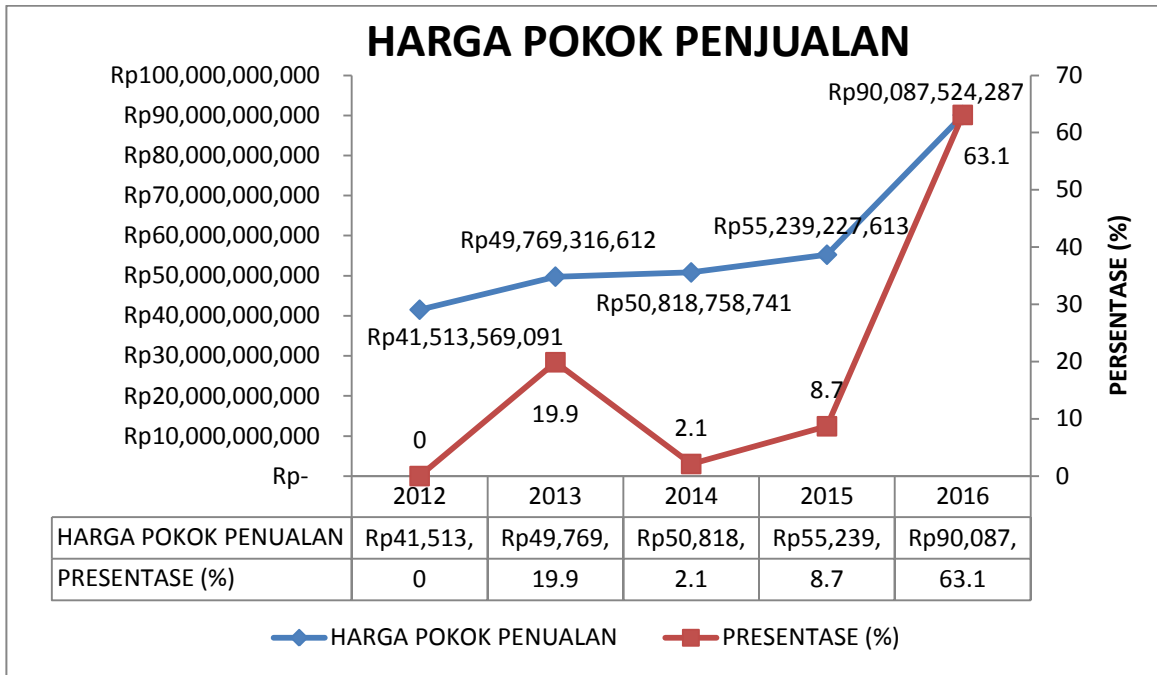 HARGA POKOK PENJUALAN
Rp100,000,000,000
Rp90,000,000,000
Rp80,000,000,000
Rp70,000,000,000
Rp60,000,000,000
Rp50,000,000,000
Rp40,000,000,000
Rp30,000,000,000
Rp20,000,000,000
Rp10,000,000,000
Rp-
Rp41,513,569,091
Rp49,769,316,612
Rp50,818,758,741
Rp55,239,227,613
Rp90,087,524,287
0
19.9
2.1
8.7
63.1
70
60
50
40
30
20
10
0
PERSENTASE (%)
2012 2013 2014 2015 2016
HARGA POKOK PENUALAN Rp41,513, Rp49,769, Rp50,818, Rp55,239, Rp90,087,
PRESENTASE (%) 0 19.9 2.1 8.7 63.1
HARGA POKOK PENUALAN PRESENTASE (%)